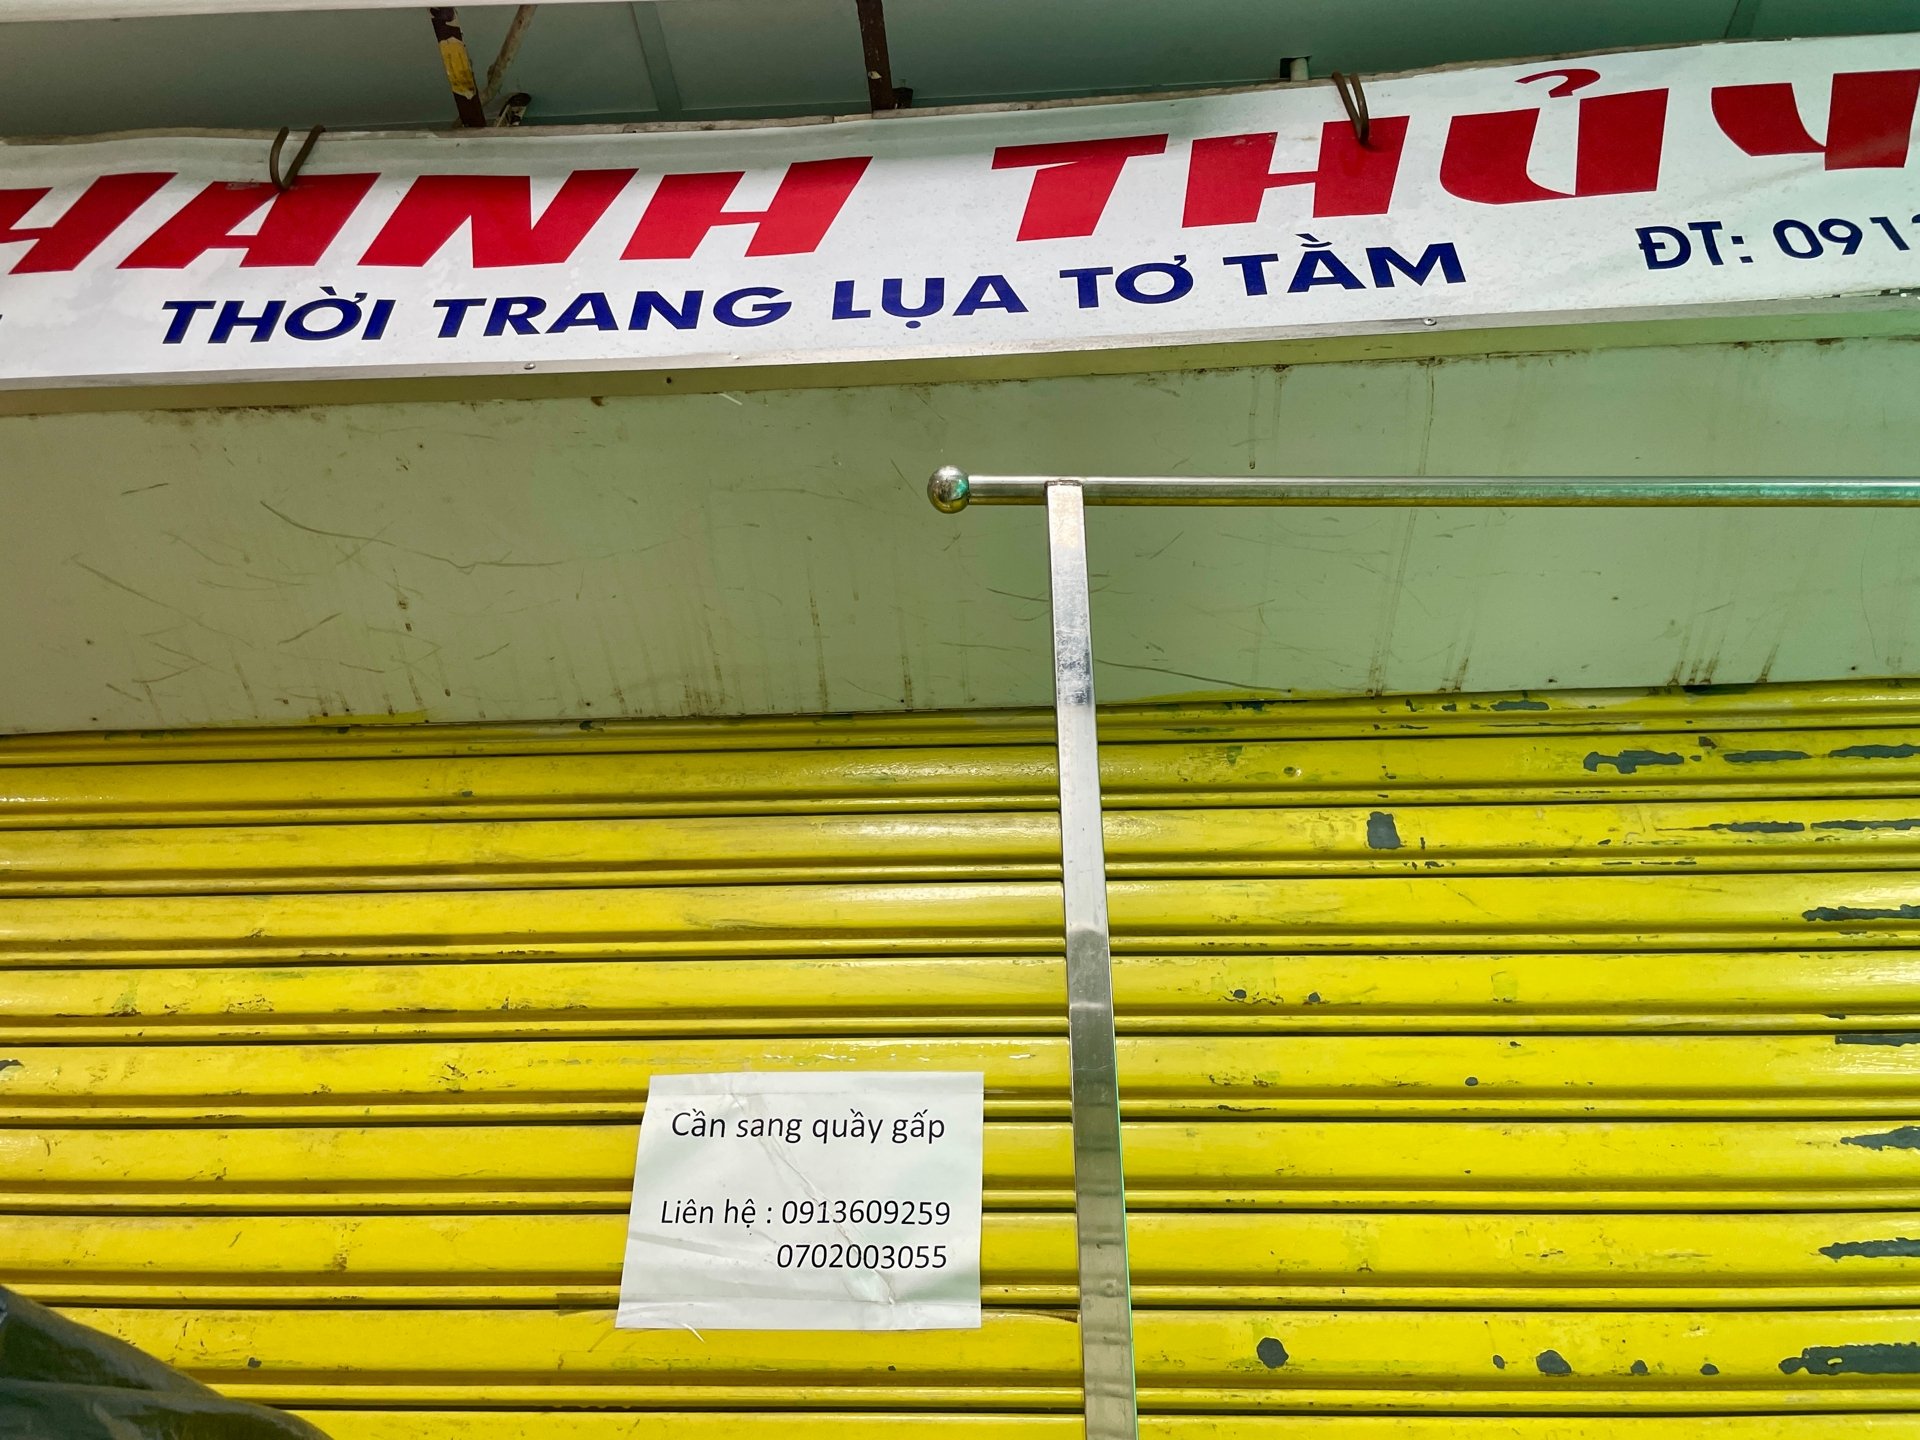 HANH THỦY
THỜI TRANG LỤA TƠ TẰM
ĐT: 091
Cần sang quầy gấp
Liên hệ : 0913609259
0702003055